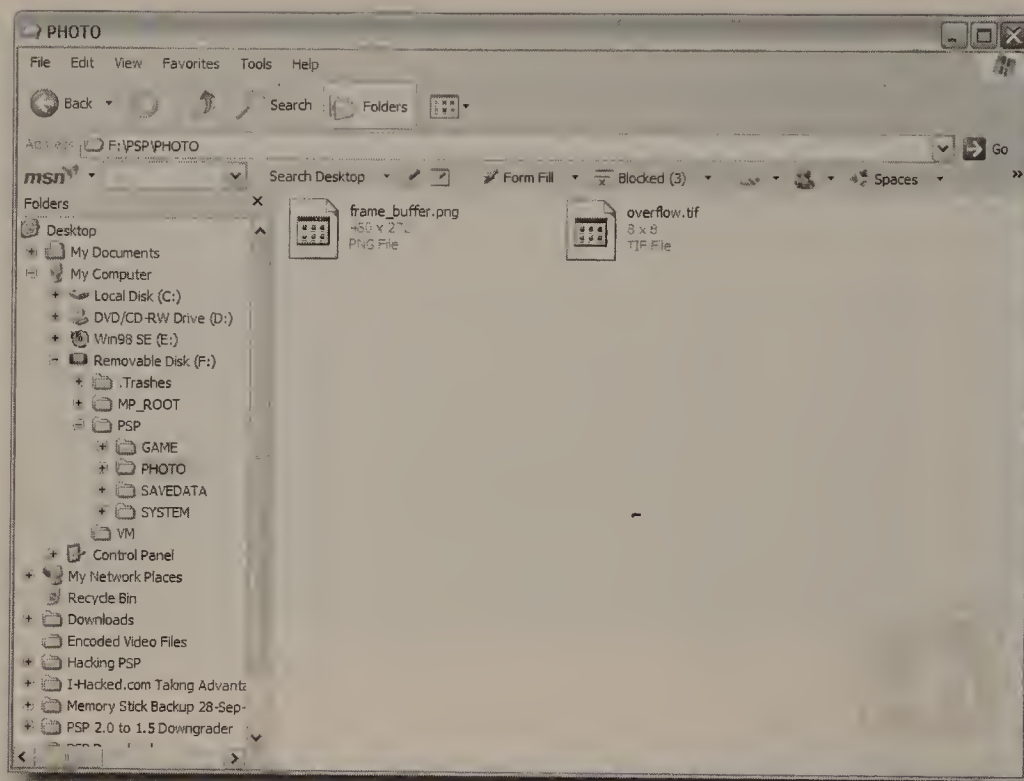 PHOTO
File Edit View Favorites Tools Help
Back Search Folders
F:\PSP\PHOTO Go
msn Search Desktop Form Fill Blocked (3) Spaces »
Folders
frame_buffer.png
PNG File
overflow.tif
8 x 8
TIF File
Desktop
My Documents
My Computer
Local Disk (C:)
DVD/CD-RW Drive (D:)
Win98 SE (E:)
Removable Disk (F:)
.Trashes
MP_ROOT
PSP
GAME
PHOTO
SAVEDATA
SYSTEM
VM
Control Panel
My Network Places
Recycle Bin
Downloads
Encoded Video Files
Hacking PSP
I-Hacked.com Taking Advanta
Memory Stick Backup 28-Sep-
PSP 2.0 to 1.5 Downgrader